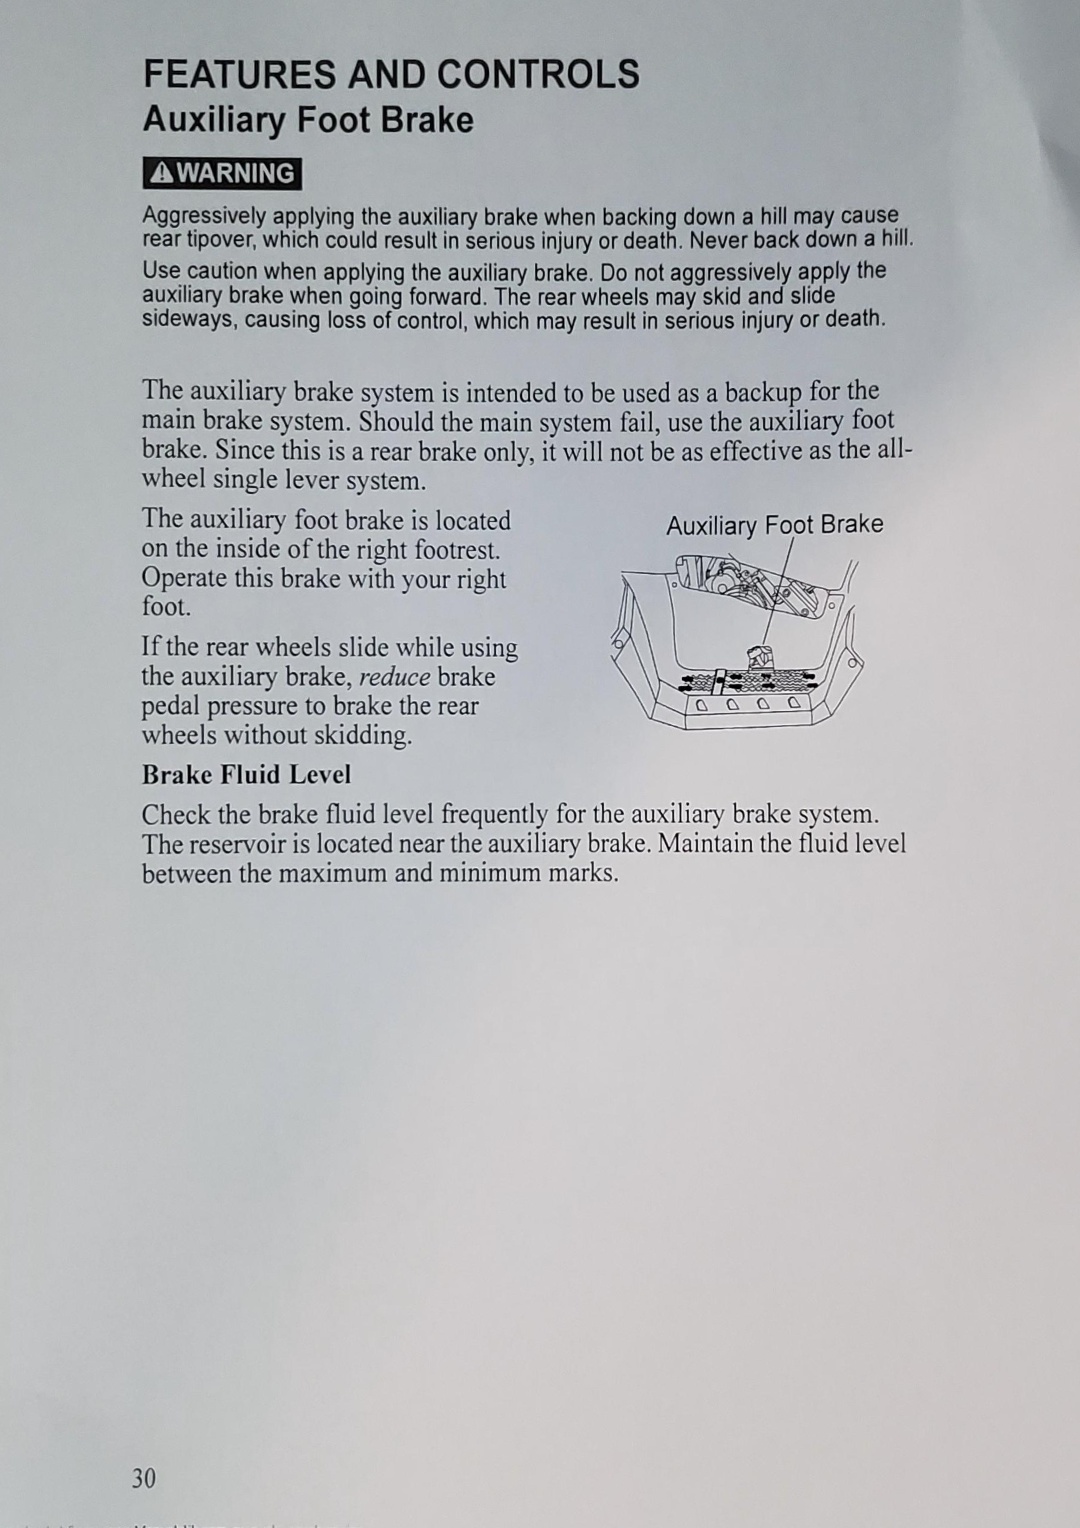 FEATURES AND CONTROLS
Auxiliary Foot Brake
WARNING
Aggressively applying the auxiliary brake when backing down a hill may cause
rear tipover, which could result in serious injury or death. Never back down a hill.
Use caution when applying the auxiliary brake. Do not aggressively apply the
auxiliary brake when going forward. The rear wheels may skid and slide
sideways, causing loss of control, which may result in serious injury or death.
The auxiliary brake system is intended to be used as a backup for the
main brake system. Should the main system fail, use the auxiliary foot
brake. Since this is a rear brake only, it will not be as effective as the all-
wheel single lever system.
The auxiliary foot brake is located
on the inside of the right footrest.
Operate this brake with your right
foot.
If the rear wheels slide while using
the auxiliary brake, reduce brake
pedal pressure to brake the rear
wheels without skidding.
Auxiliary Foot Brake
Brake Fluid Level
Check the brake fluid level frequently for the auxiliary brake system.
The reservoir is located near the auxiliary brake. Maintain the fluid level
between the maximum and minimum marks.
30